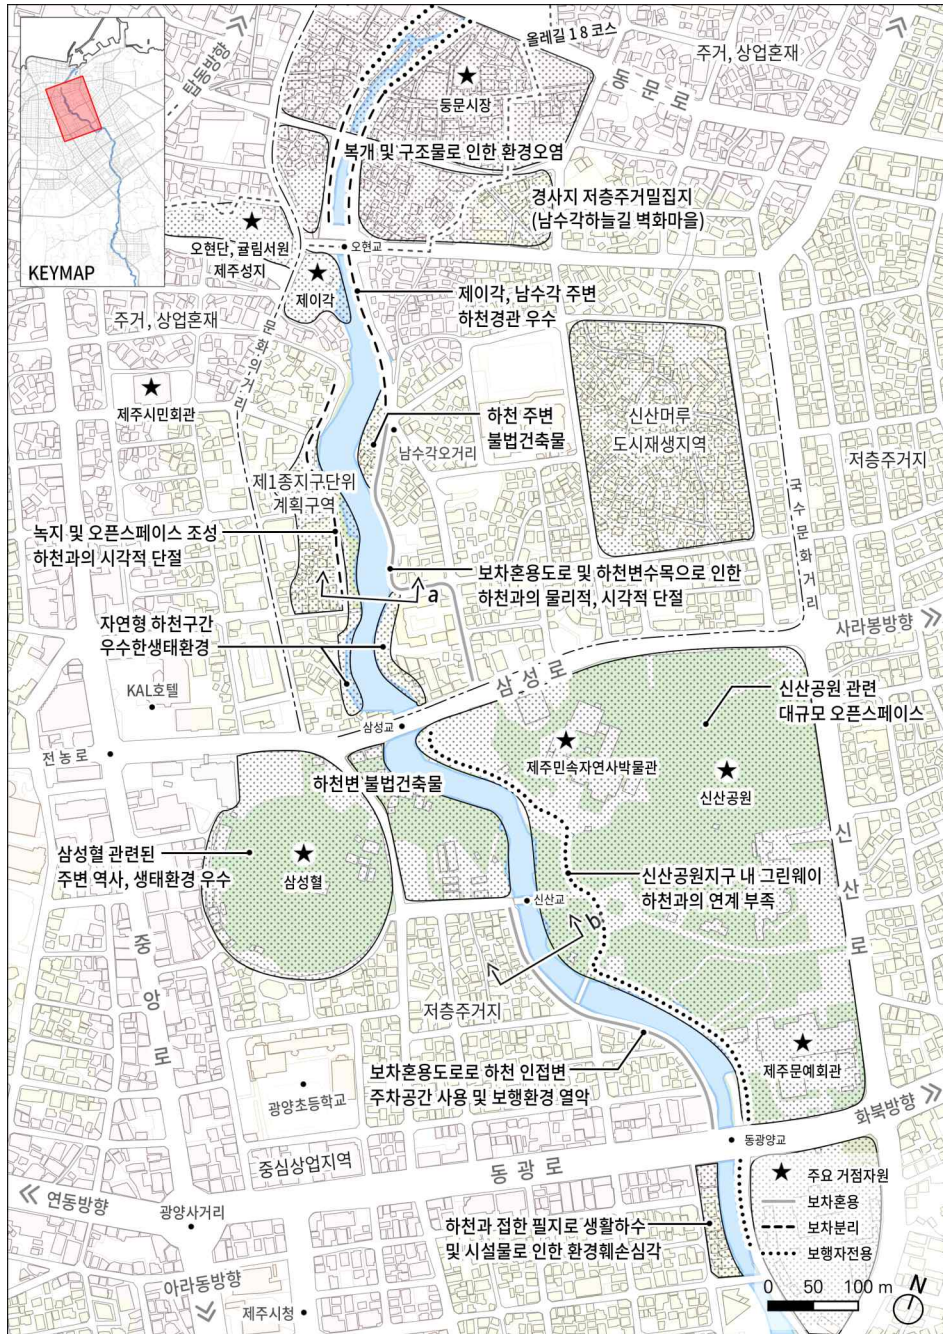 올레길 18 코스
주거, 상업혼재
탑동방향
동문로
동문시장
복개 및 구조물로 인한 환경오염
경사지 저층주거밀집지
(남수각하늘길 벽화마을)
오현단, 귤림서원
제주성지
오현교
KEYMAP
제이각
제이각, 남수각 주변
하천경관 우수
주거, 상업혼재
문화의거리
제주시민회관
하천 주변
불법건축물
남수각오거리
신산머루
도시재생지역
저층주거지
제1종지구단위
계획구역
국수문화거리
녹지 및 오픈스페이스 조성
하천과의 시각적 단절
보차혼용도로 및 하천변수목으로 인한
하천과의 물리적, 시각적 단절
a
자연형 하천구간
우수한생태환경
사라봉방향
삼성로
KAL호텔
신산공원 관련
대규모 오픈스페이스
삼성교
전농로
제주민속자연사박물관
신산공원
하천변 불법건축물
신산로
삼성혈 관련된
주변 역사, 생태환경 우수
삼성혈
신산공원지구 내 그린웨이
하천과의 연계 부족
신산교
b
중앙로
저층주거지
제주문예회관
보차혼용도로로 하천 인접변
주차공간 사용 및 보행환경 열악
광양초등학교
화북방향
동광양교
중심상업지역
동광로
주요 거점자원
연동방향
보차혼용
광양사거리
하천과 접한 필지로 생활하수
및 시설물로 인한 환경훼손심각
보차분리
보행자전용
아라동방향
제주시청
0 50 100 m
N